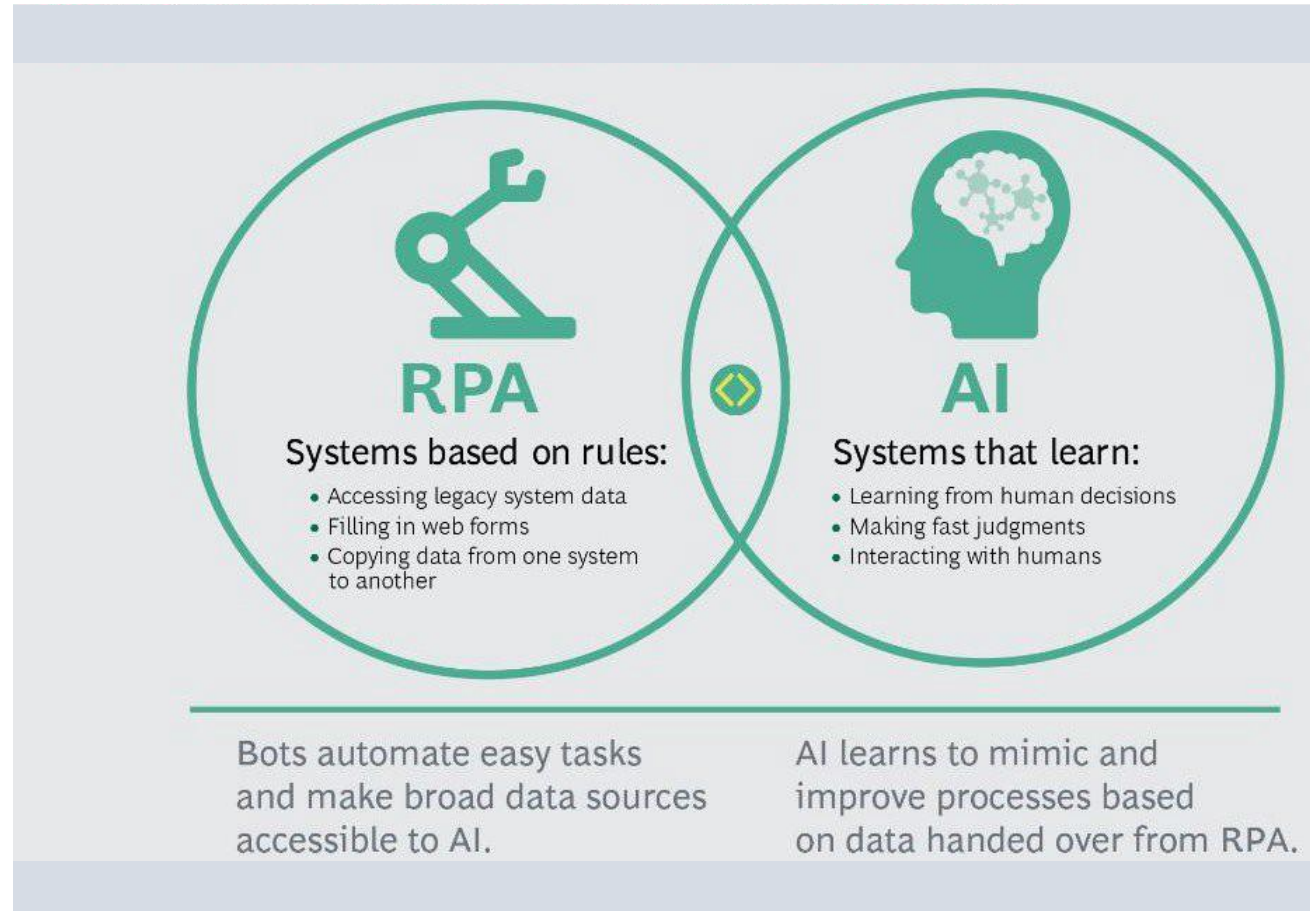 RPA
Systems based on rules:
• Accessing legacy system data
• Filling in web forms
• Copying data from one system
to another
AI
Systems that learn:
• Learning from human decisions
• Making fast judgments
• Interacting with humans
Bots automate easy tasks
and make broad data sources
accessible to AI.
AI learns to mimic and
improve processes based
on data handed over from RPA.